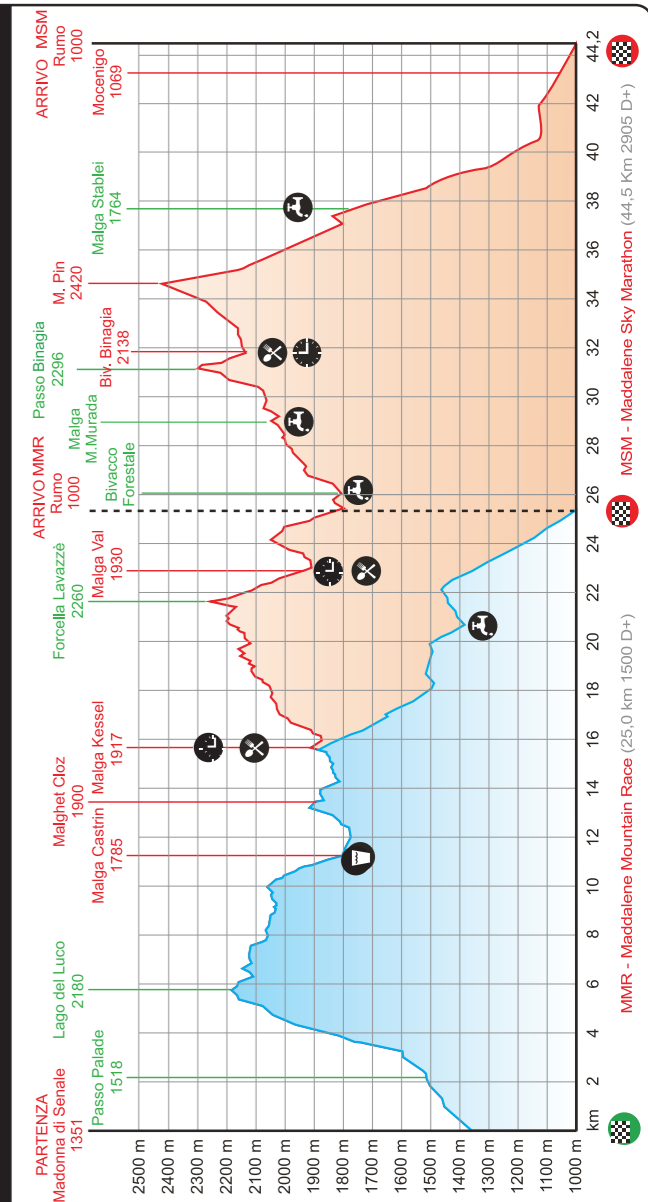 PARTENZA
Madonna di Senale
1351
Passo Palade
1518
Lago del Luco
2180
Malga Castrin
1785
Malghet Cloz
1900
Malga Kessel
1917
Forcella Lavazzè
2260
Malga Val
1930
ARRIVO MMR
Rumo
1000
Bivacco
Forestale
Malga
M.Murada
Passo Binagia
2296
Biv. Binagia
2138
M. Pin
2420
Malga Stablei
1764
ARRIVO MSM
Rumo
1000
Mocenigo
1069
2500 m
2400 m
2300 m
2200 m
2100 m
2000 m
1900 m
1800 m
1700 m
1600 m
1500 m
1400 m
1300 m
1200 m
1100 m
1000 m
km 2 4 6 8 10 12 14 16 18 20 22 24 26 28 30 32 34 36 38 40 42 44,2
MMR - Maddalene Mountain Race (25,0 km 1500 D+)
MSM - Maddalene Sky Marathon (44,5 Km 2905 D+)